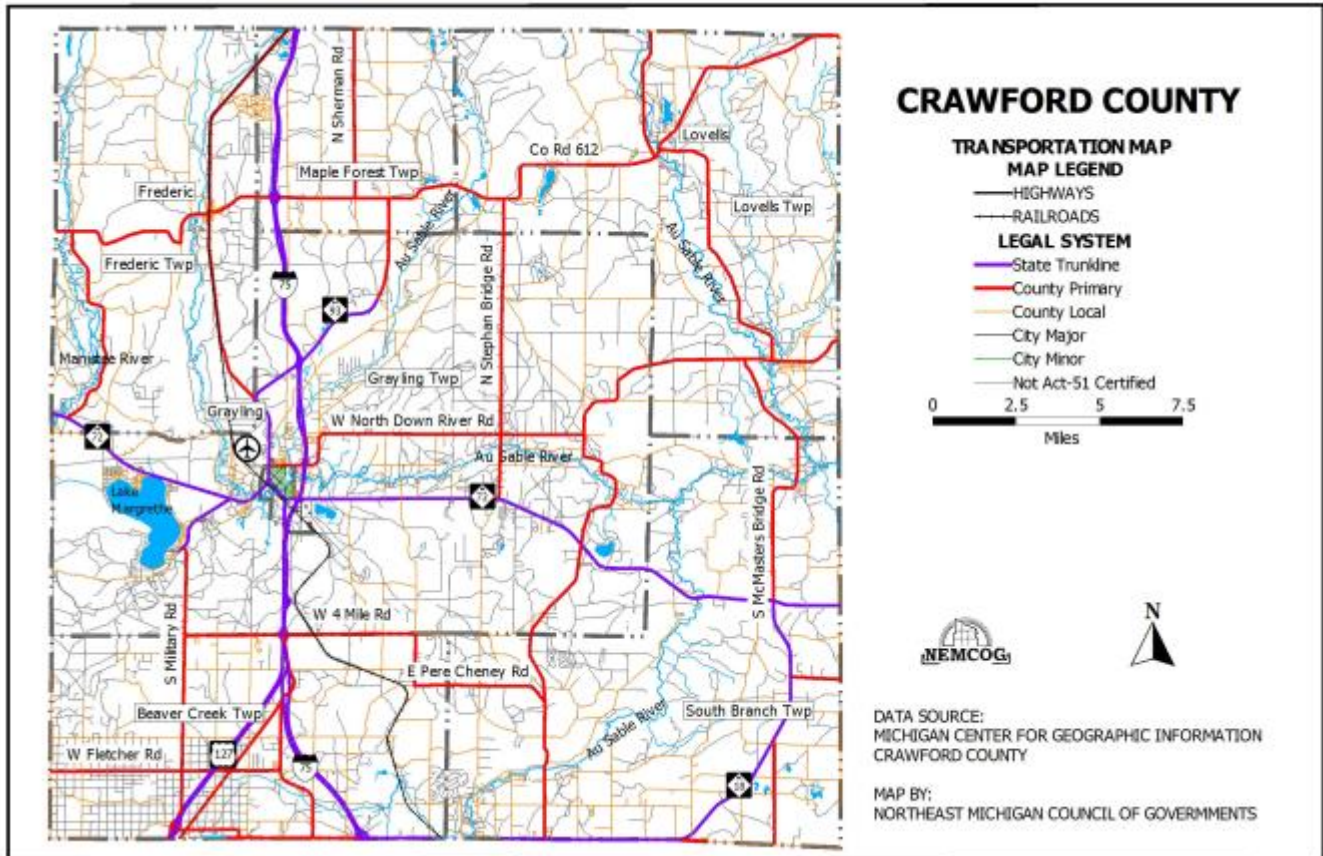 CRAWFORD COUNTY
TRANSPORTATION MAP
MAP LEGEND
HIGHWAYS
RAILROADS
LEGAL SYSTEM
State Trunkline
County Primary
County Local
City Major
City Minor
Not Act-51 Certified
0 2.5 5 7.5
Miles
N
NEMCOG
DATA SOURCE:
MICHIGAN CENTER FOR GEOGRAPHIC INFORMATION
CRAWFORD COUNTY
MAP BY:
NORTHEAST MICHIGAN COUNCIL OF GOVERNMENTS
N Sherman Rd
Lovells
Co Rd 612
Maple Forest Twp
Frederic
Lovells Twp
Au Sable River
Au Sable River
Frederic Twp
75
N Stephan Bridge Rd
93
Manistee River
Grayling Twp
Grayling
W North Down River Rd
72
Au Sable River
Lake
Margrethe
72
S McMasters Bridge Rd
W 4 Mile Rd
S Military Rd
E Pere Cheney Rd
Beaver Creek Twp
South Branch Twp
Au Sable River
W Fletcher Rd
127
75
18